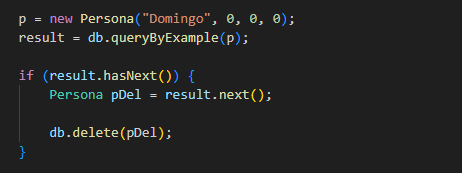 p = new Persona("Domingo", 0, 0, 0);
result = db.queryByExample(p);
if (result.hasNext()) {
Persona pDel = result.next();
db.delete(pDel);
}